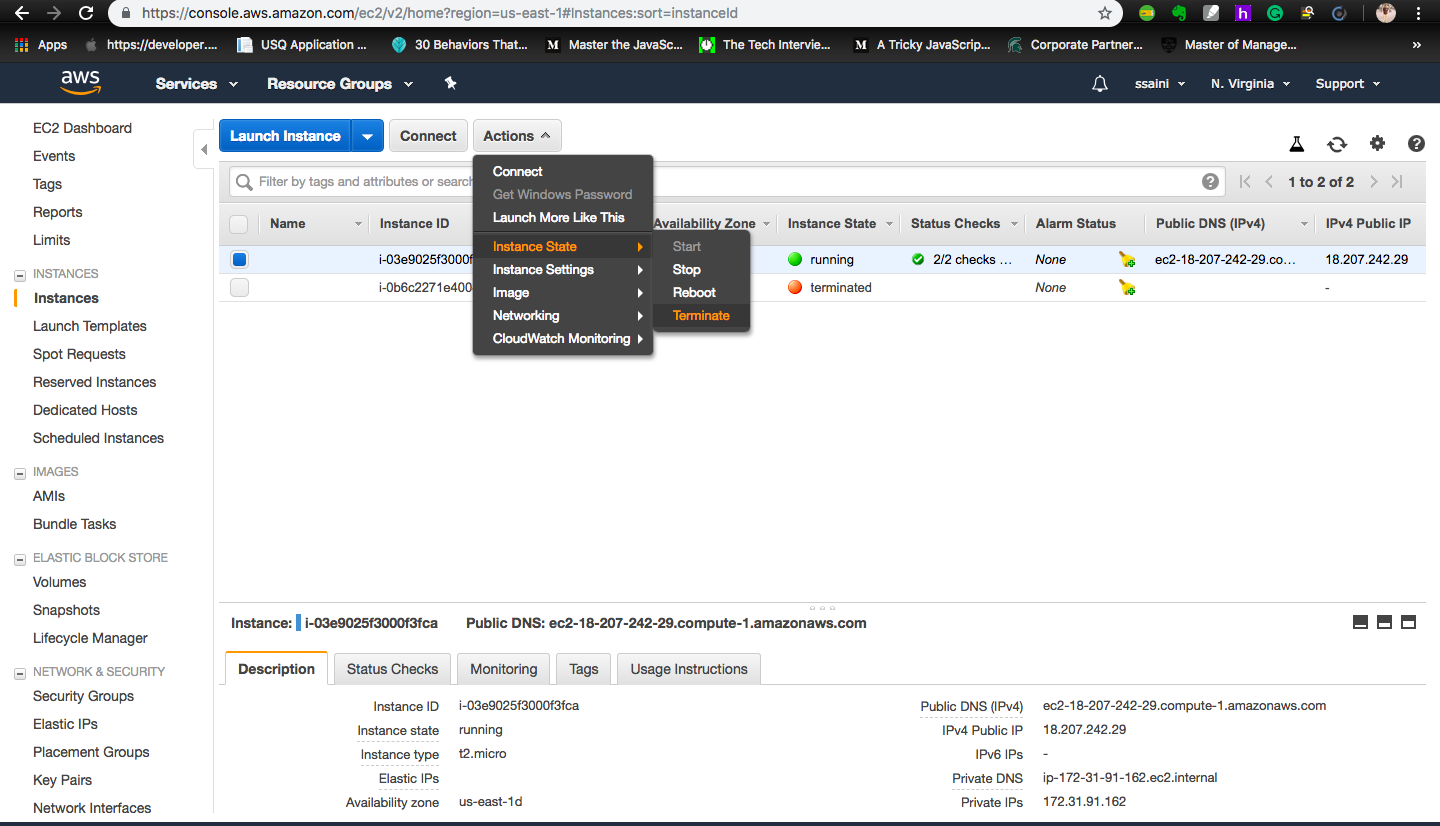 https://console.aws.amazon.com/ec2/v2/home?region=us-east-1#Instances:sort=instanceId
Apps https://developer.... USQ Application ... 30 Behaviors That... Master the JavaSc... The Tech Intervie... A Tricky JavaScrip... Corporate Partner... Master of Manage... »
aws Services Resource Groups ssaini N. Virginia Support
EC2 Dashboard
Events
Tags
Reports
Limits
INSTANCES
Instances
Launch Templates
Spot Requests
Reserved Instances
Dedicated Hosts
Scheduled Instances
IMAGES
AMIs
Bundle Tasks
ELASTIC BLOCK STORE
Volumes
Snapshots
Lifecycle Manager
NETWORK & SECURITY
Security Groups
Elastic IPs
Placement Groups
Key Pairs
Network Interfaces
Launch Instance Connect Actions
Filter by tags and attributes or search 1 to 2 of 2
Name Instance ID Availability Zone Instance State Status Checks Alarm Status Public DNS (IPv4) IPv4 Public IP
i-03e9025f3000f running 2/2 checks ... None ec2-18-207-242-29.co... 18.207.242.29
i-0b6c2271e400 terminated None -
Connect
Get Windows Password
Launch More Like This
Instance State
Instance Settings
Image
Networking
CloudWatch Monitoring
Start
Stop
Reboot
Terminate
Instance: i-03e9025f3000f3fca Public DNS: ec2-18-207-242-29.compute-1.amazonaws.com
Description Status Checks Monitoring Tags Usage Instructions
Instance ID i-03e9025f3000f3fca Public DNS (IPv4) ec2-18-207-242-29.compute-1.amazonaws.com
Instance state running IPv4 Public IP 18.207.242.29
Instance type t2.micro IPv6 IPs -
Elastic IPs Private DNS ip-172-31-91-162.ec2.internal
Availability zone us-east-1d Private IPs 172.31.91.162